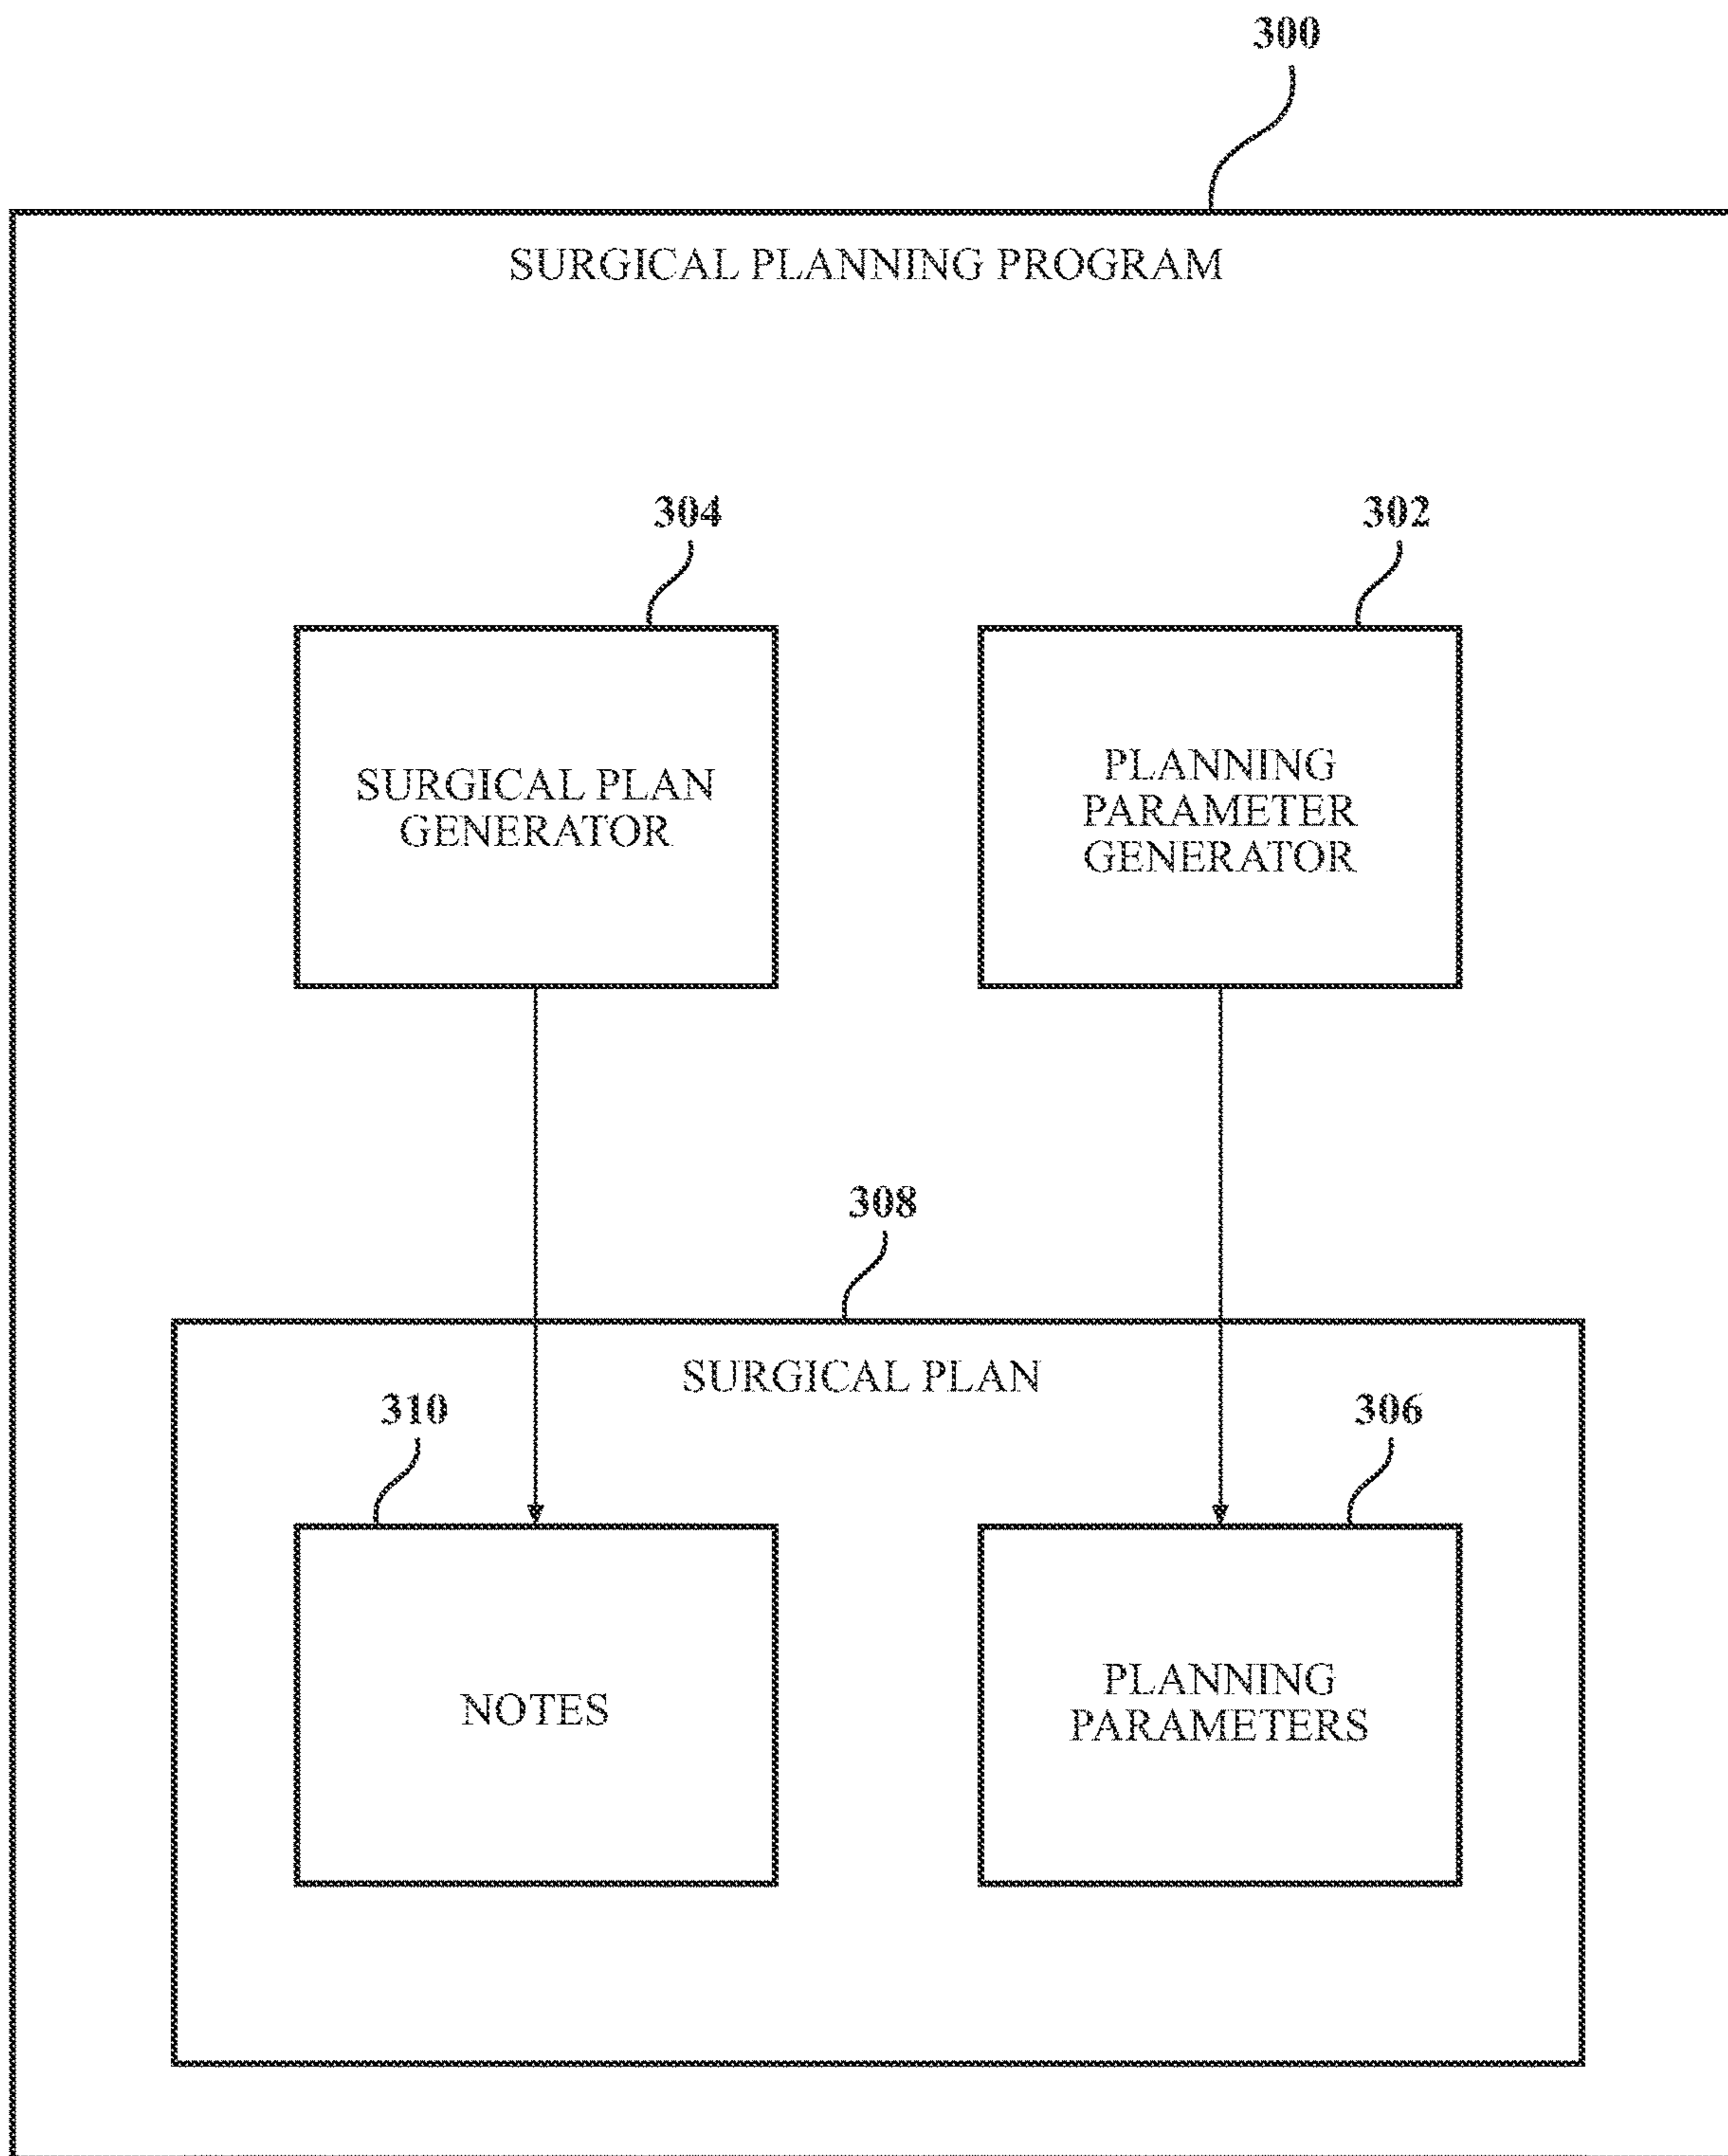 300
SURGICAL PLANNING PROGRAM
304
302
SURGICAL PLAN
GENERATOR
PLANNING
PARAMETER
GENERATOR
308
SURGICAL PLAN
310
306
NOTES
PLANNING
PARAMETERS